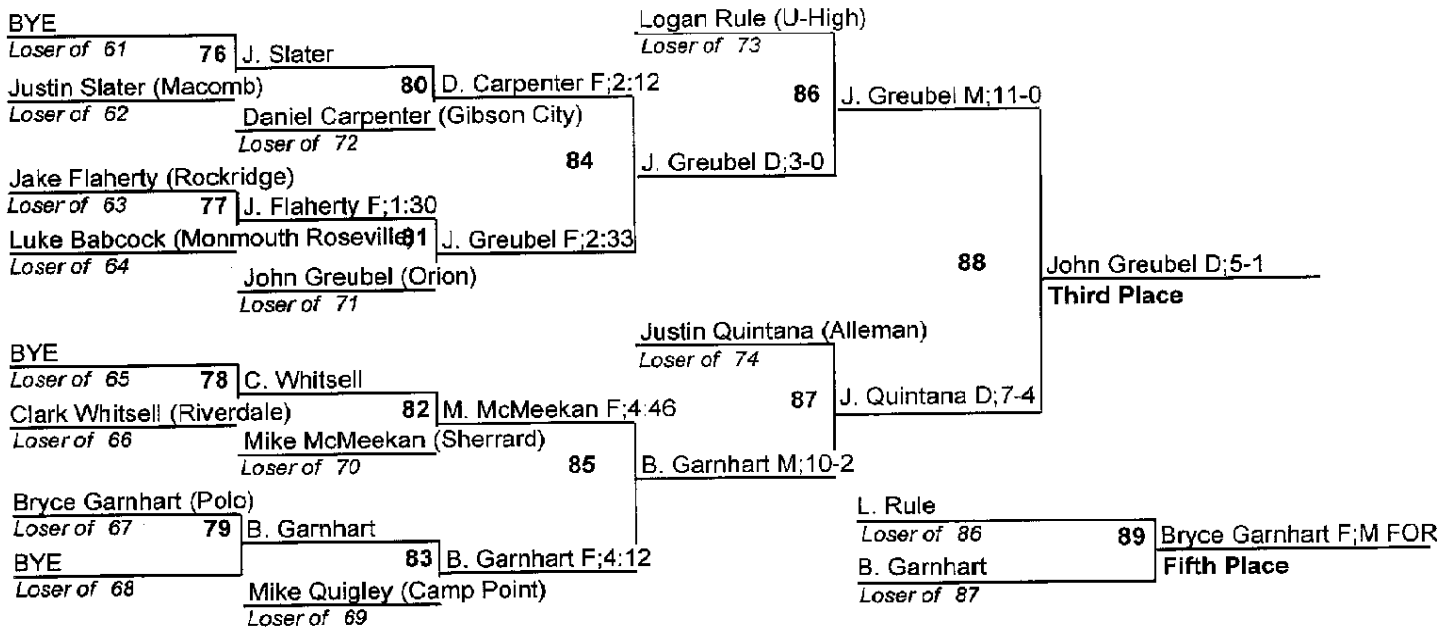 BYE
Loser of 61
76
J. Slater
Justin Slater (Macomb)
Loser of 62
80
D. Carpenter F;2:12
Daniel Carpenter (Gibson City)
Loser of 72
Jake Flaherty (Rockridge)
Loser of 63
77
J. Flaherty F;1:30
Luke Babcock (Monmouth Roseville)
Loser of 64
81
J. Greubel F;2:33
John Greubel (Orion)
Loser of 71
84
J. Greubel D;3-0
Logan Rule (U-High)
Loser of 73
86
J. Greubel M;11-0
BYE
Loser of 65
78
C. Whitsell
Clark Whitsell (Riverdale)
Loser of 66
82
M. McMeekan F;4:46
Mike McMeekan (Sherrard)
Loser of 70
Bryce Garnhart (Polo)
Loser of 67
79
B. Garnhart
BYE
Loser of 68
83
B. Garnhart F;4:12
Mike Quigley (Camp Point)
Loser of 69
85
B. Garnhart M;10-2
Justin Quintana (Alleman)
Loser of 74
87
J. Quintana D;7-4
88
John Greubel D;5-1
Third Place
L. Rule
Loser of 86
89
Bryce Garnhart F;M FOR
B. Garnhart
Loser of 87
Fifth Place